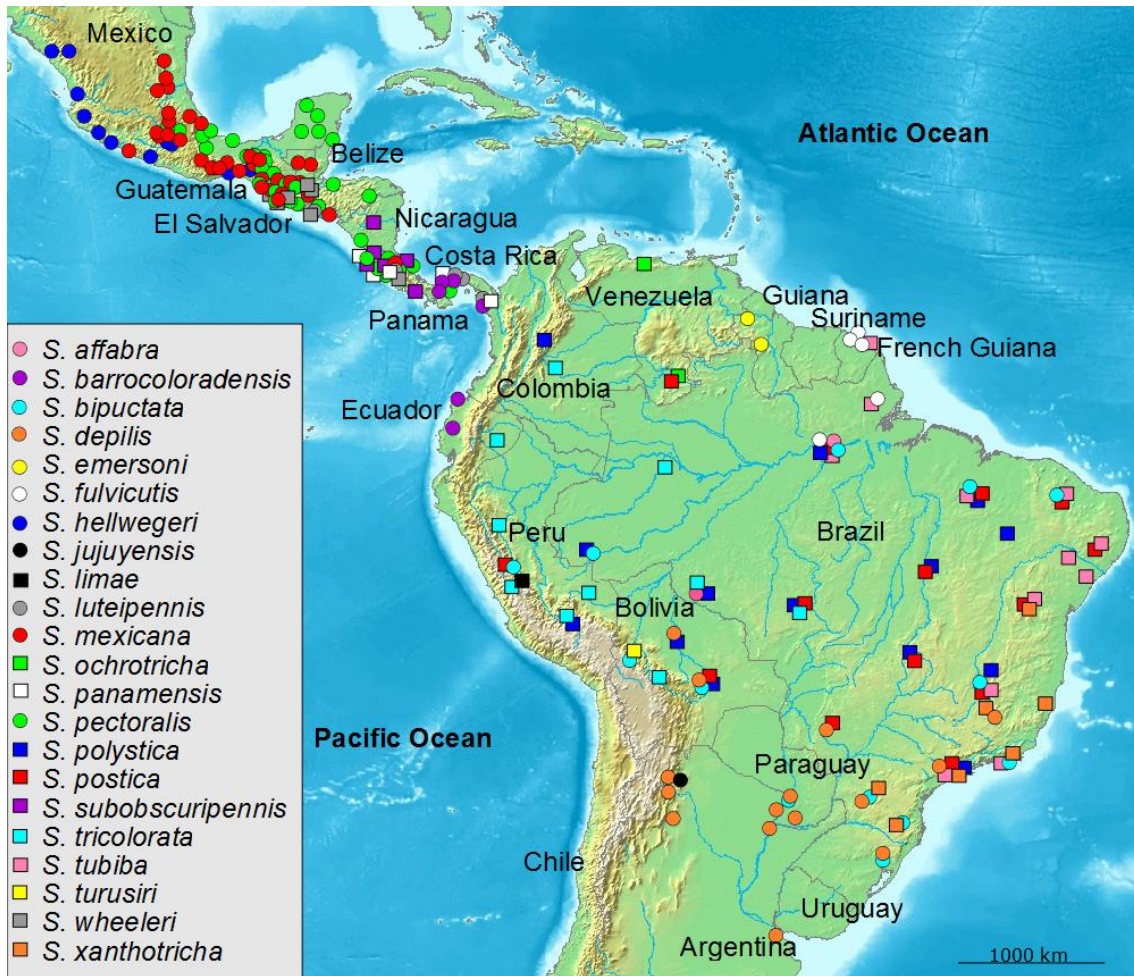 Mexico
Atlantic Ocean
Belize
Guatemala
El Salvador
Nicaragua
Costa Rica
Panama
Venezuela
Guiana
Suriname
French Guiana
Colombia
Ecuador
Peru
Brazil
Bolivia
Pacific Ocean
Paraguay
Chile
Uruguay
Argentina
1000 km
S. affabra
S. barrocoloradensis
S. bipuctata
S. depilis
S. emersoni
S. fulvicutis
S. hellwegeri
S. jujuyensis
S. limae
S. luteipennis
S. mexicana
S. ochrotricha
S. panamensis
S. pectoralis
S. polystica
S. postica
S. subobscuripennis
S. tricolorata
S. tubiba
S. turusiri
S. wheeleri
S. xanthotricha